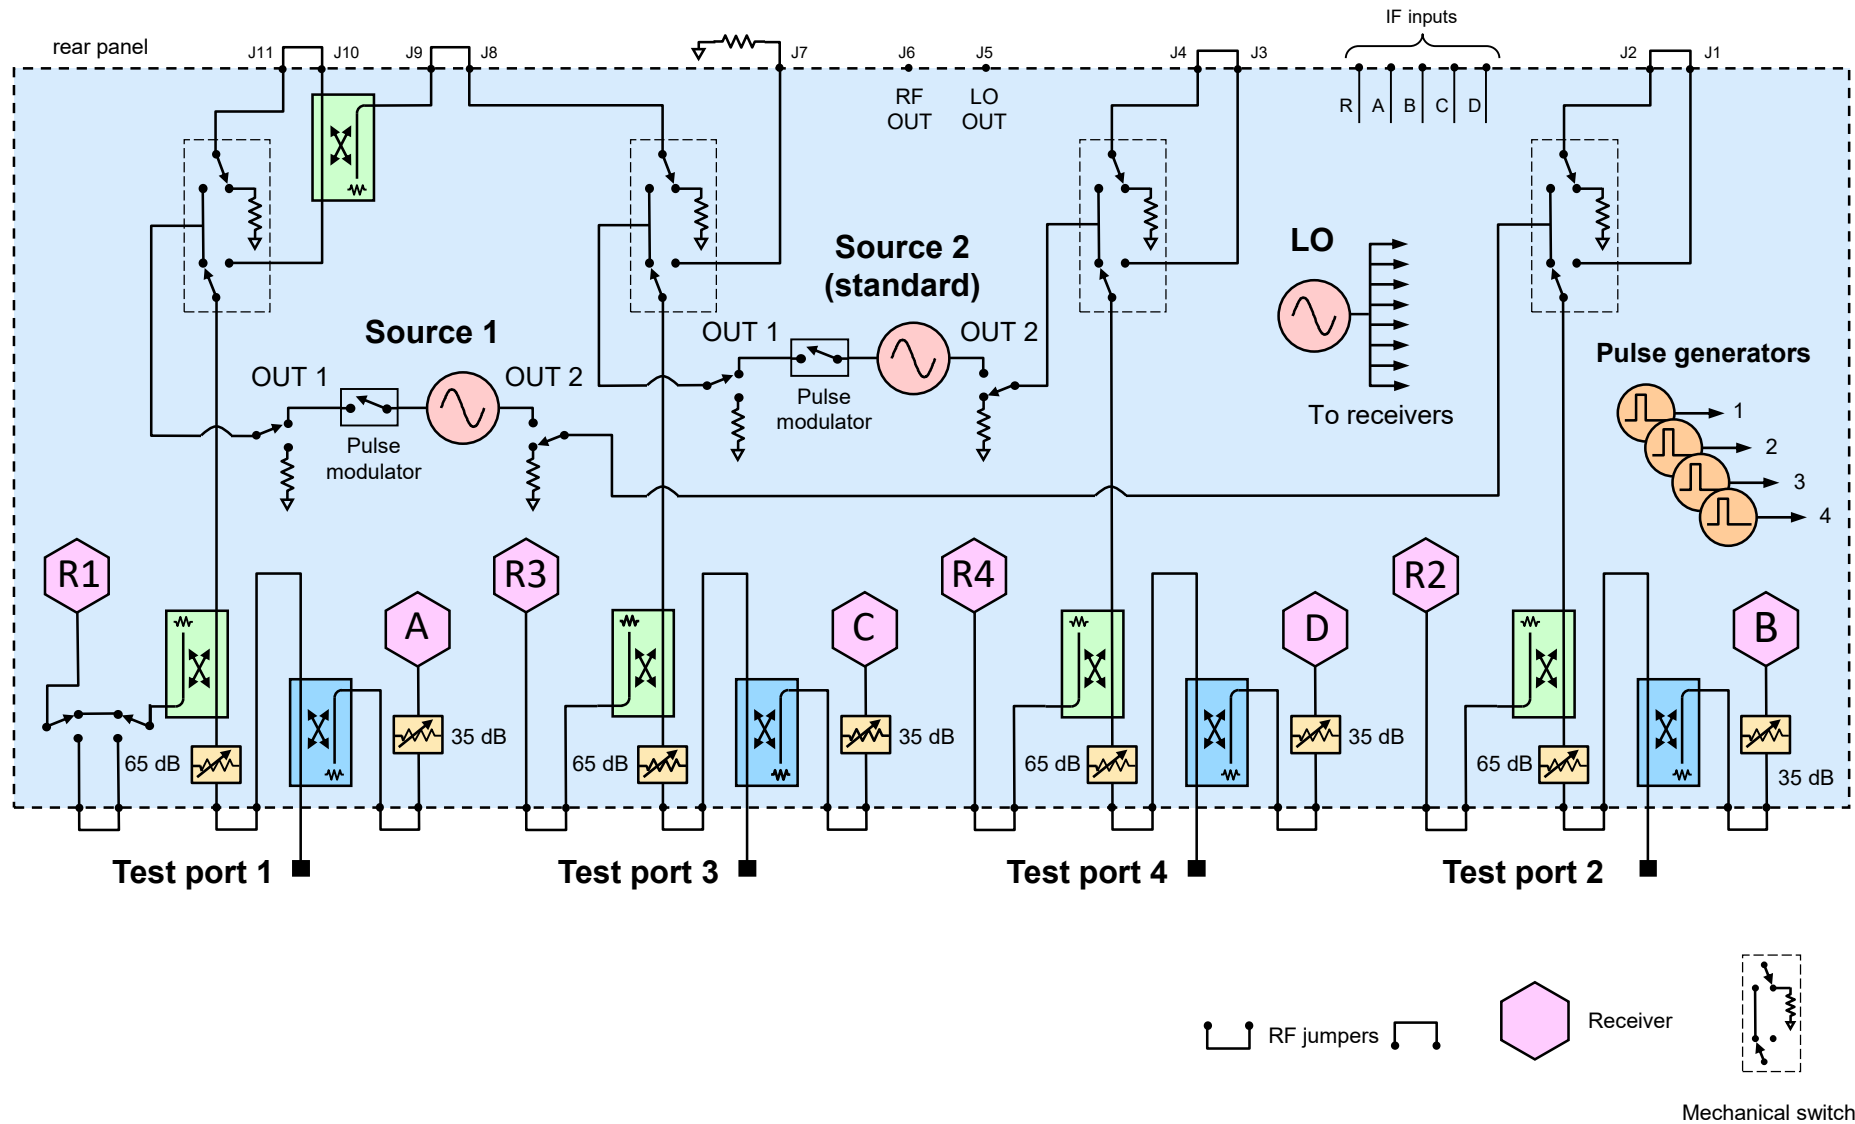 IF inputs
rear panel
J11
J10
J9
J8
J7
J6
J5
J4
J3
J2
J1
RF
OUT
LO
OUT
R
A
B
C
D
Source 2
(standard)
LO
Source 1
OUT 1
OUT 2
Pulse
modulator
To receivers
Pulse generators
1
2
3
4
OUT 1
OUT 2
Pulse
modulator
R1
A
R3
C
R4
D
R2
B
65 dB
35 dB
65 dB
35 dB
65 dB
35 dB
65 dB
35 dB
Test port 1
Test port 3
Test port 4
Test port 2
RF jumpers
Receiver
Mechanical switch